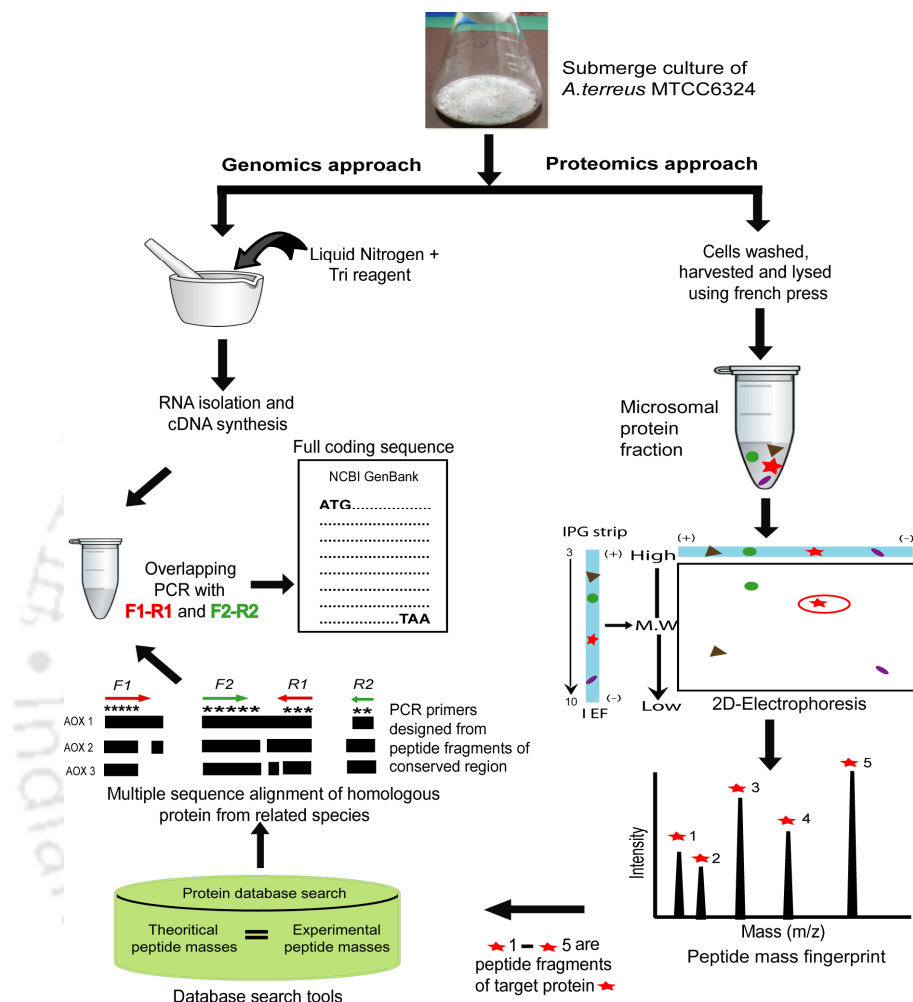 Submerge culture of
A.terreus MTCC6324
Genomics approach
Proteomics approach
Liquid Nitrogen +
Tri reagent
Cells washed,
harvested and lysed
using french press
RNA isolation and
cDNA synthesis
Microsomal
protein
fraction
Full coding sequence
NCBI GenBank
ATG
TAA
Overlapping
PCR with
F1-R1 and F2-R2
IPG strip
3
(+)
10
(-)
I EF
High
M.W
Low
(+)
(-)
2D-Electrophoresis
F1
F2
R1
R2
*****
*****
***
**
AOX 1
AOX 2
AOX 3
PCR primers
designed from
peptide fragments of
conserved region
Multiple sequence alignment of homologous
protein from related species
Intensity
1
2
3
4
5
Mass (m/z)
Peptide mass fingerprint
Protein database search
Theoritical
peptide masses
=
Experimental
peptide masses
Database search tools
1 – 5 are
peptide fragments
of target protein